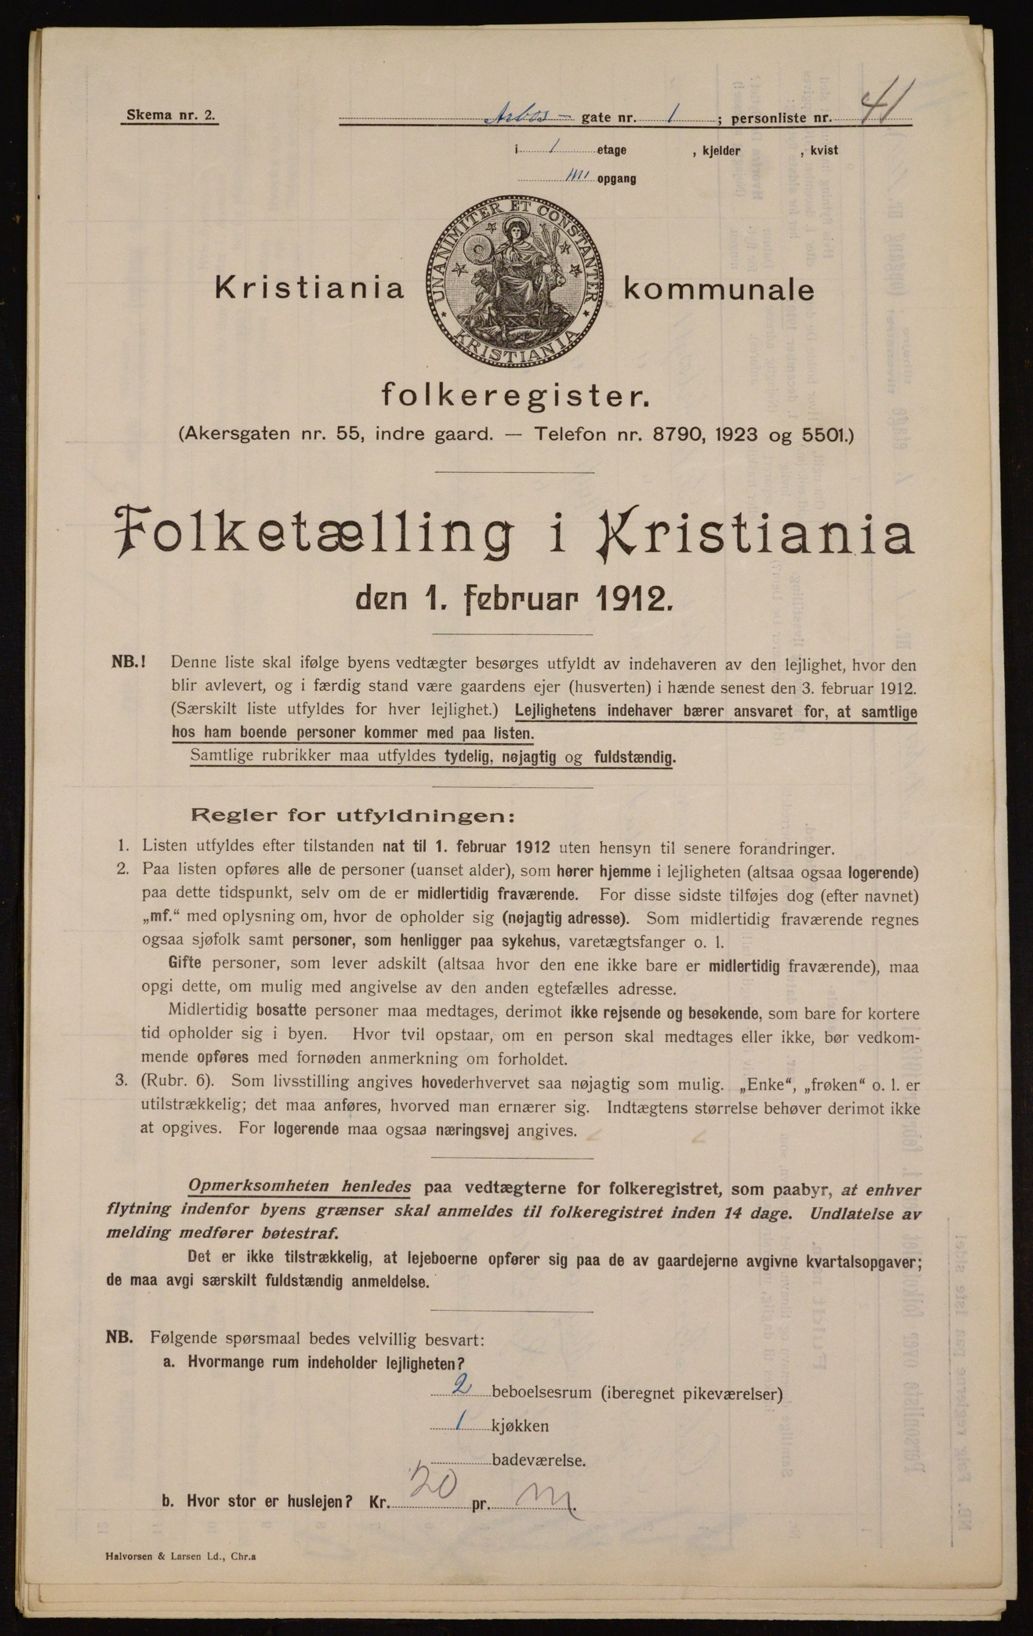 Skema nr. 2.
Arbos- gate nr. 1 ; personliste nr. 41
i 1 etage , kjelder , kvist
III opgang
UNANIMITER ET CONSTANTER
KRISTIANIA
Kristiania kommunale
folkeregister.
(Akersgaten nr. 55, indre gaard. — Telefon nr. 8790, 1923 og 5501.)
Folketælling i Kristiania
den 1. februar 1912.
NB.! Denne liste skal ifølge byens vedtægter besørges utfyldt av indehaveren av den lejlighet, hvor den
blir avlevert, og i færdig stand være gaardens ejer (husverten) i hænde senest den 3. februar 1912.
(Særskilt liste utfyldes for hver lejlighet.) Lejlighetens indehaver bærer ansvaret for, at samtlige
hos ham boende personer kommer med paa listen.
Samtlige rubrikker maa utfyldes tydelig, nøjagtig og fuldstændig.
Regler for utfyldningen:
1. Listen utfyldes efter tilstanden nat til 1. februar 1912 uten hensyn til senere forandringer.
2. Paa listen opføres alle de personer (uanset alder), som hører hjemme i lejligheten (altsaa ogsaa logerende)
paa dette tidspunkt, selv om de er midlertidig fraværende. For disse sidste tilføjes dog (efter navnet)
„mf.“ med oplysning om, hvor de opholder sig (nøjagtig adresse). Som midlertidig fraværende regnes
ogsaa sjøfolk samt personer, som henligger paa sykehus, varetægtsfanger o. l.
Gifte personer, som lever adskilt (altsaa hvor den ene ikke bare er midlertidig fraværende), maa
opgi dette, om mulig med angivelse av den anden egtefælles adresse.
Midlertidig bosatte personer maa medtages, derimot ikke rejsende og besøkende, som bare for kortere
tid opholder sig i byen. Hvor tvil opstaar, om en person skal medtages eller ikke, bør vedkom-
mende opføres med fornøden anmerkning om forholdet.
3. (Rubr. 6). Som livsstilling angives hovederhvervet saa nøjagtig som mulig. „Enke“, „frøken“ o. l. er
utilstrækkelig; det maa anføres, hvorved man ernærer sig. Indtægtens størrelse behøver derimot ikke
at opgives. For logerende maa ogsaa næringsvej angives.
Opmerksomheten henledes paa vedtægterne for folkeregistret, som paabyr, at enhver
flytning indenfor byens grænser skal anmeldes til folkeregistret inden 14 dage. Undlatelse av
melding medfører bøtestraf.
Det er ikke tilstrækkelig, at lejeboerne opfører sig paa de av gaardejerne avgivne kvartalsopgaver;
de maa avgi særskilt fuldstændig anmeldelse.
NB. Følgende spørsmaal bedes velvillig besvart:
a. Hvormange rum indeholder lejligheten?
2 beboelsesrum (iberegnet pikeværelser)
1 kjøkken
badeværelse.
b. Hvor stor er huslejen? Kr. 20 pr. m.
Halvorsen & Larsen Ld., Chr.a